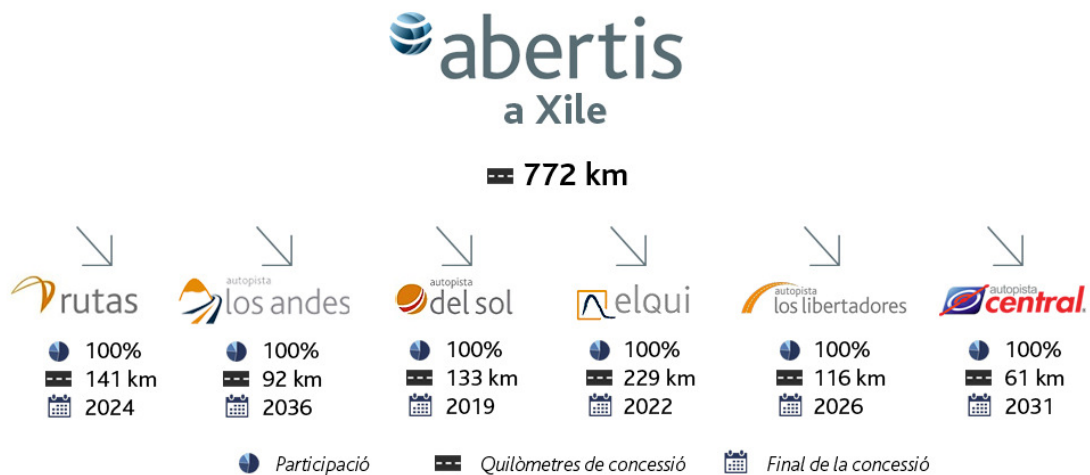 abertis
a Xile
772 km
rutas
autopista
los andes
autopista
del sol
elqui
autopista
los libertadores
autopista
central
100%
141 km
2024
100%
92 km
2036
100%
133 km
2019
100%
229 km
2022
100%
116 km
2026
100%
61 km
2031
Participació
Quilòmetres de concessió
Final de la concessió